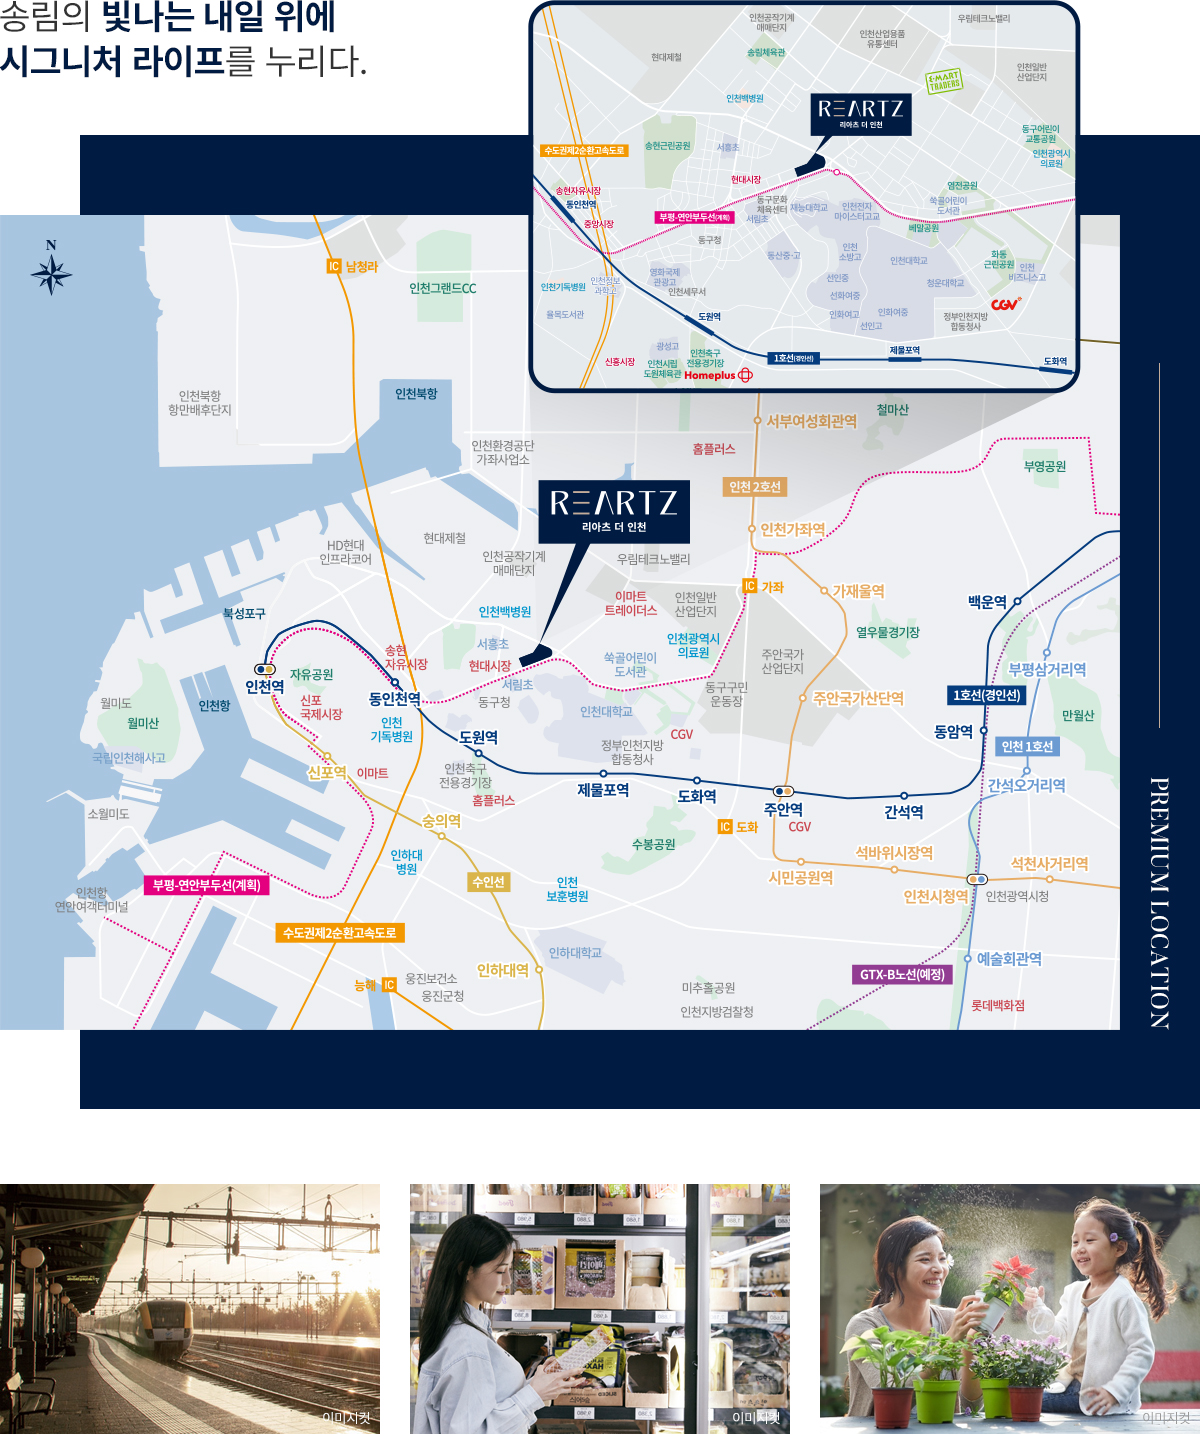 송림의 빛나는 내일 위에
시그니처 라이프를 누리다.
인천공작기계
매매단지
우림테크노밸리
인천산업용품
유통센터
현대제철
송림체육관
인천일반
산업단지
E-MART
TRADERS
인천백병원
REARTZ
리아츠 더 인천
동구어린이
교통공원
인천광역시
의료원
송현근린공원
서흥초
수도권제2순환고속도로
현대시장
송현자유시장
동인천역
중앙시장
동구문화
체육센터
서림초
재능대학교
인천전자
마이스터고교
염전공원
쑥골어린이
도서관
부평-연안부두선(계획)
베말공원
동구청
동산중·고
인천
소방고
인천대학교
화동
근린공원
인천
비즈니스고
영화국제
관광고
인천기독병원
인천정보
과학고
인천세무서
선인중
청운대학교
선화여중
CGV
율목도서관
도원역
인화여고
인화여중
선인고
정부인천지방
합동청사
광성고
인천축구
전용경기장
1호선(경인선)
제물포역
신흥시장
인천시립
도원체육관
Homeplus
도화역
N
IC 남청라
인천그랜드CC
인천북항
항만배후단지
인천북항
인천환경공단
가좌사업소
서부여성회관역
철마산
홈플러스
부영공원
인천 2호선
REARTZ
리아츠 더 인천
인천가좌역
현대제철
HD현대
인프라코어
인천공작기계
매매단지
우림테크노밸리
IC 가좌
가재울역
백운역
이마트
트레이더스
인천일반
산업단지
북성포구
인천백병원
열우물경기장
서흥초
인천광역시
의료원
송현
자유시장
현대시장
쑥골어린이
도서관
주안국가
산업단지
부평삼거리역
자유공원
인천역
서림초
동구구민
운동장
1호선(경인선)
월미도
인천항
신포
국제시장
동인천역
동구청
인천대학교
주안국가산단역
만월산
월미산
인천
기독병원
도원역
CGV
동암역
인천 1호선
국립인천해사고
정부인천지방
합동청사
신포역
이마트
인천축구
전용경기장
제물포역
도화역
주안역
간석역
간석오거리역
홈플러스
소월미도
숭의역
IC 도화
CGV
수봉공원
석바위시장역
석천사거리역
인하대
병원
시민공원역
부평-연안부두선(계획)
수인선
인천
보훈병원
인천시청역
인천광역시청
인천항
연안여객터미널
수도권제2순환고속도로
인하대학교
예술회관역
인하대역
GTX-B노선(예정)
능해 IC
웅진보건소
웅진군청
미추홀공원
롯데백화점
인천지방검찰청
PREMIUM LOCATION
이미지컷
이미지컷
이미지컷